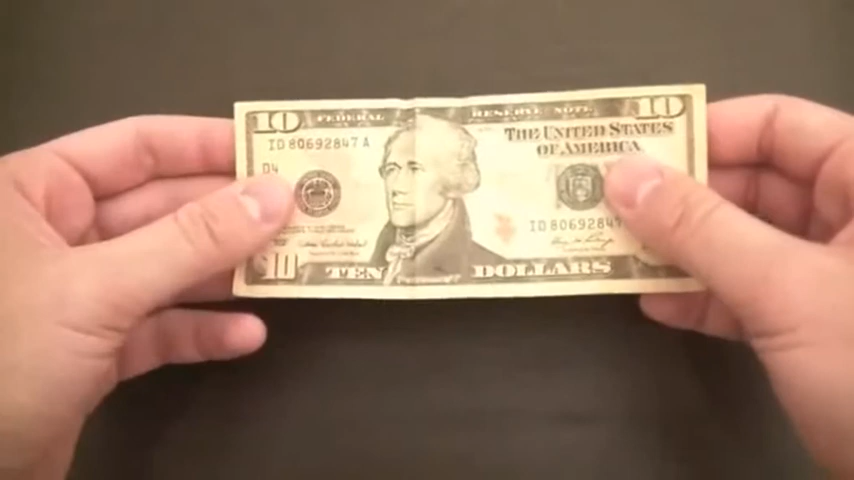 10 FEDERAL RESERVE NOTE 10
ID 80692847 A
THE UNITED STATES
OF AMERICA
D4
ID 80692847
10 TEN DOLLARS